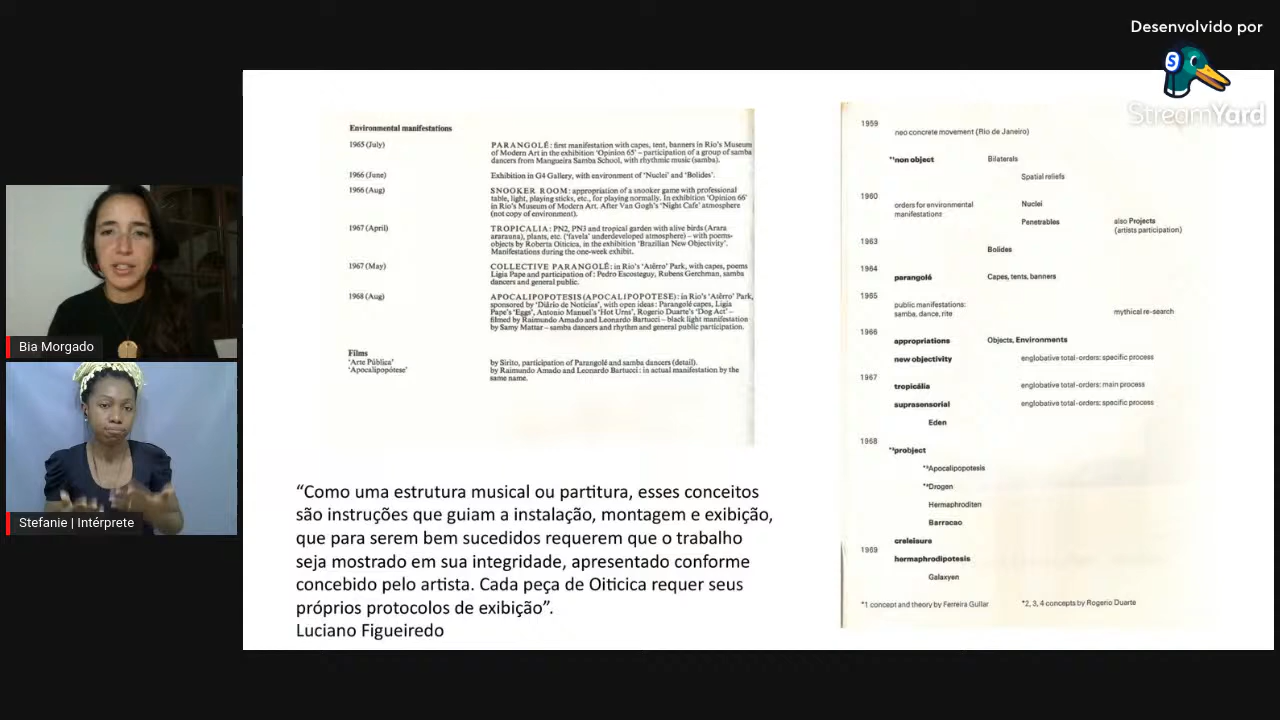 Desenvolvido por
S
StreamYard
Bia Morgado
Stefanie | Intérprete
Environmental manifestations
1965 (July) PARANGOLÉ: first manifestation with capes, tent, banners in Rio's Museum
of Modern Art in the exhibition 'Opinion 65' – participation of a group of samba
dancers from Mangueira Samba School, with rhythmic music (samba).
1966 (June) Exhibition in G4 Gallery, with environment of 'Nuclei' and 'Bolides'.
1966 (Aug) SNOOKER ROOM: appropriation of a snooker game with professional
table, light, playing sticks, etc., for playing normally. In exhibition 'Opinion 66'
in Rio's Museum of Modern Art. After Van Gogh's 'Night Cafe' atmosphere
(not copy of environment).
1967 (April) TROPICALIA: PN2, PN3 and tropical garden with alive birds (Arara
ararauna), plants, etc. ('favela' underdeveloped atmosphere) – with poems-
objects by Roberta Oiticica, in the exhibition 'Brazilian New Objectivity'.
Manifestations during the one-week exhibit.
1967 (May) COLLECTIVE PARANGOLÉ: in Rio's 'Atêrro' Park, with capes, poems
Ligia Pape and participation of: Pedro Escosteguy, Rubens Gerchman, samba
dancers and general public.
1968 (Aug) APOCALIPOPOTESIS (APOCALIPOPOTESE): in Rio's 'Atêrro' Park,
sponsored by 'Diário de Notícias', with open ideas: Parangolé capes, Ligia
Pape's 'Eggs', Antonio Manuel's 'Hot Urns', Rogerio Duarte's 'Dog Act' –
filmed by Raimundo Amado and Leonardo Bartucci – black light manifestation
by Samy Mattar – samba dancers and rhythm and general public participation.
Films
'Arte Pública' by Sirito, participation of Parangolé and samba dancers (detail).
'Apocalipopótese' by Raimundo Amado and Leonardo Bartucci: in actual manifestation by the
same name.
“Como uma estrutura musical ou partitura, esses conceitos
são instruções que guiam a instalação, montagem e exibição,
que para serem bem sucedidos requerem que o trabalho
seja mostrado em sua integridade, apresentado conforme
concebido pelo artista. Cada peça de Oiticica requer seus
próprios protocolos de exibição”.
Luciano Figueiredo
1959
neo concrete movement (Rio de Janeiro)
*¹non object Bilaterals
Spatial reliefs
1960
orders for environmental Nuclei
manifestations
Penetrables also Projects
(artists participation)
1963
Bolides
1964
parangolé Capes, tents, banners
1965
public manifestations:
samba, dance, rite mythical re-search
1966
appropriations Objects, Environments
new objectivity englobative total-orders: specific process
1967
tropicália englobative total-orders: main process
suprasensorial englobative total-orders: specific process
Eden
1968
*²probject
*³Apocalipopotesis
*⁴Drogen
Hermaphroditen
Barracao
creleisure
1969
hermaphrodipotesis
Galaxyen
*1 concept and theory by Ferreira Gullar *2, 3, 4 concepts by Rogerio Duarte